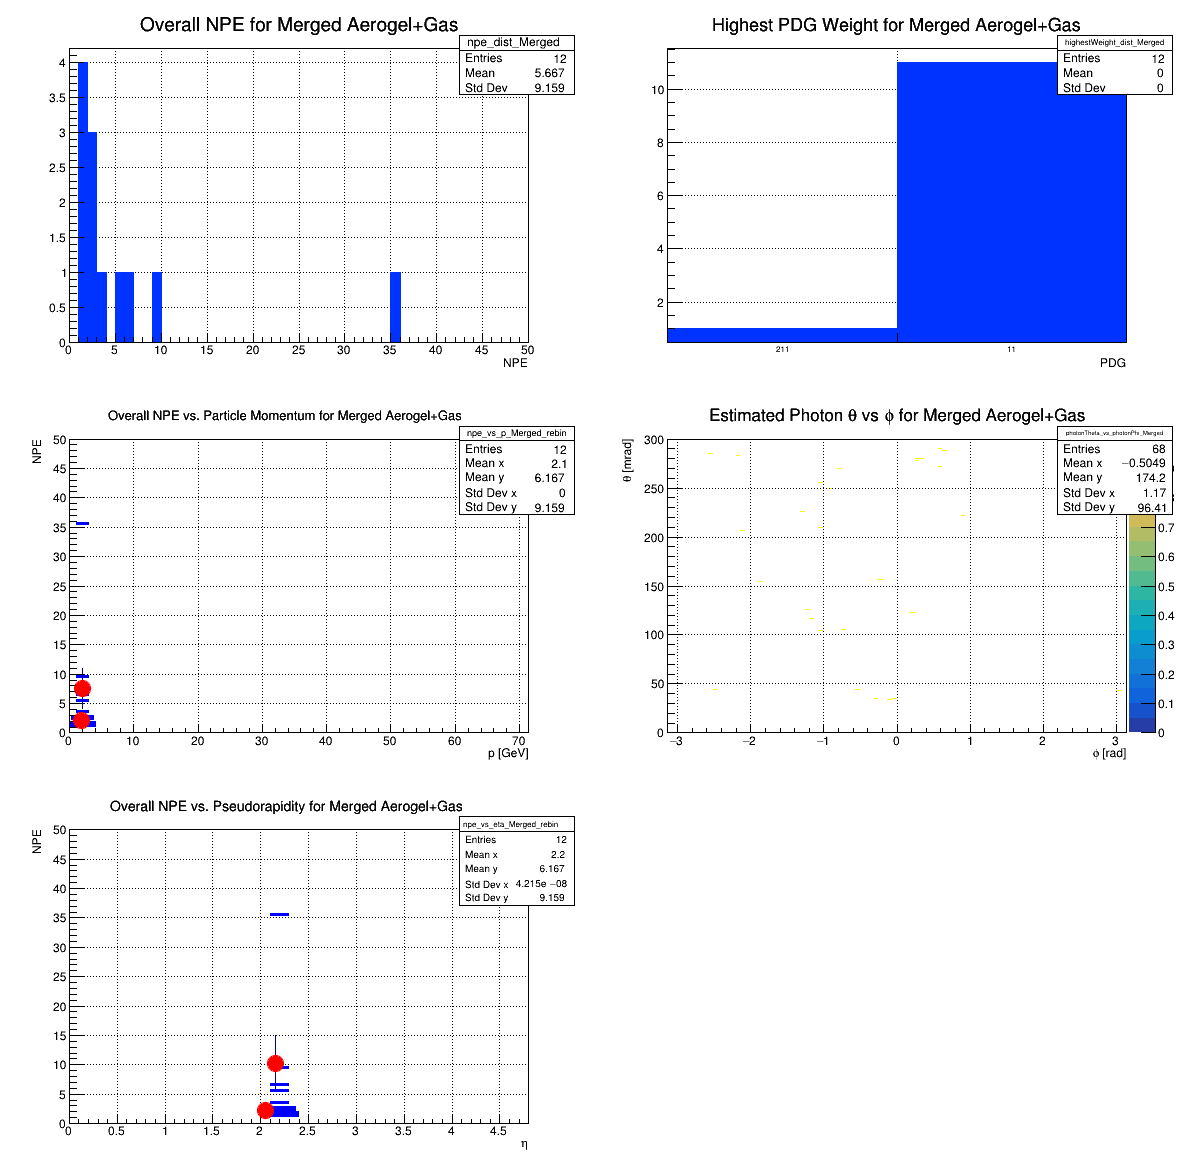 Overall NPE for Merged Aerogel+Gas
npe_dist_Merged
Entries 12
Mean 5.667
Std Dev 9.159
4
3.5
3
2.5
2
1.5
1
0.5
0
0 5 10 15 20 25 30 35 40 45 50
NPE
Highest PDG Weight for Merged Aerogel+Gas
highestWeight_dist_Merged
Entries 12
Mean 0
Std Dev 0
10
8
6
4
2
211 11
PDG
Overall NPE vs. Particle Momentum for Merged Aerogel+Gas
npe_vs_p_Merged_rebin
Entries 12
Mean x 2.1
Mean y 6.167
Std Dev x 0
Std Dev y 9.159
NPE
50
45
40
35
30
25
20
15
10
5
0
0 10 20 30 40 50 60 70
p [GeV]
Estimated Photon θ vs ϕ for Merged Aerogel+Gas
photonTheta_vs_photonPhi_Merged
Entries 68
Mean x −0.5049
Mean y 174.2
Std Dev x 1.17
Std Dev y 96.41
θ [mrad]
300
250
200
150
100
50
0
−3 −2 −1 0 1 2 3
ϕ [rad]
0.7
0.6
0.5
0.4
0.3
0.2
0.1
0
Overall NPE vs. Pseudorapidity for Merged Aerogel+Gas
npe_vs_eta_Merged_rebin
Entries 12
Mean x 2.2
Mean y 6.167
Std Dev x 4.215e −08
Std Dev y 9.159
NPE
50
45
40
35
30
25
20
15
10
5
0
0 0.5 1 1.5 2 2.5 3 3.5 4 4.5
η